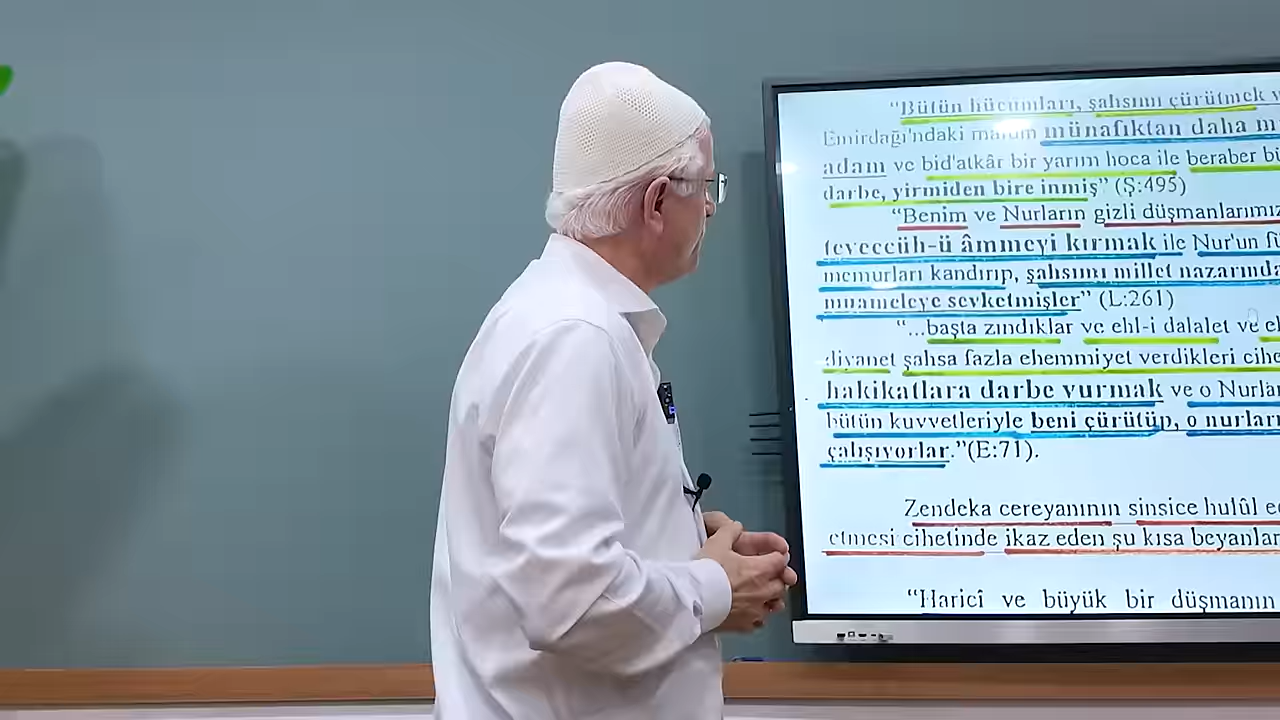 "Bütün hücumları, şahsımı çürütmek
Emirdağı'ndaki malûm münafıktan daha
adam ve bid'atkâr bir yarım hoca ile beraber
darbe, yirmiden bire inmiş" (Ş:495)
"Benim ve Nurların gizli düşmanlarımız
teveccüh-ü âmmeyi kırmak ile Nur'un
memurları kandırıp, şahsımı millet nazarında
muameleye sevketmişler" (L:261)
"...başta zındıklar ve ehl-i dalalet ve
diyanet şahsa fazla ehemmiyet verdikleri
hakikatlara darbe vurmak ve o Nurlar
bütün kuvvetleriyle beni çürütüp, o nurlar
çalışıyorlar."(E:71).
Zendeka cereyanının sinsice hulûl
etmesi cihetinde ikaz eden şu kısa beyanlar
"Haricî ve büyük bir düşmanın